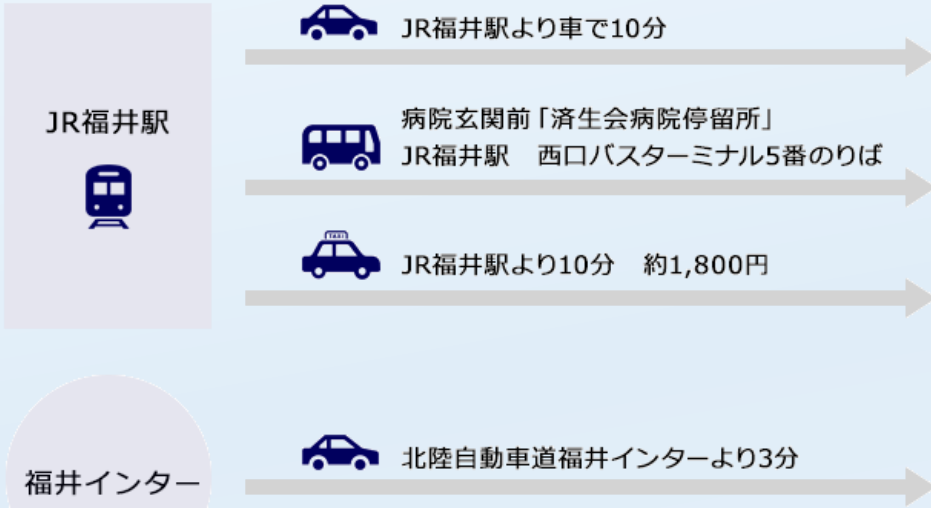 JR福井駅
JR福井駅より車で10分
病院玄関前「済生会病院停留所」
JR福井駅　西口バスターミナル5番のりば
TAXI
JR福井駅より10分　約1,800円
福井インター
北陸自動車道福井インターより3分